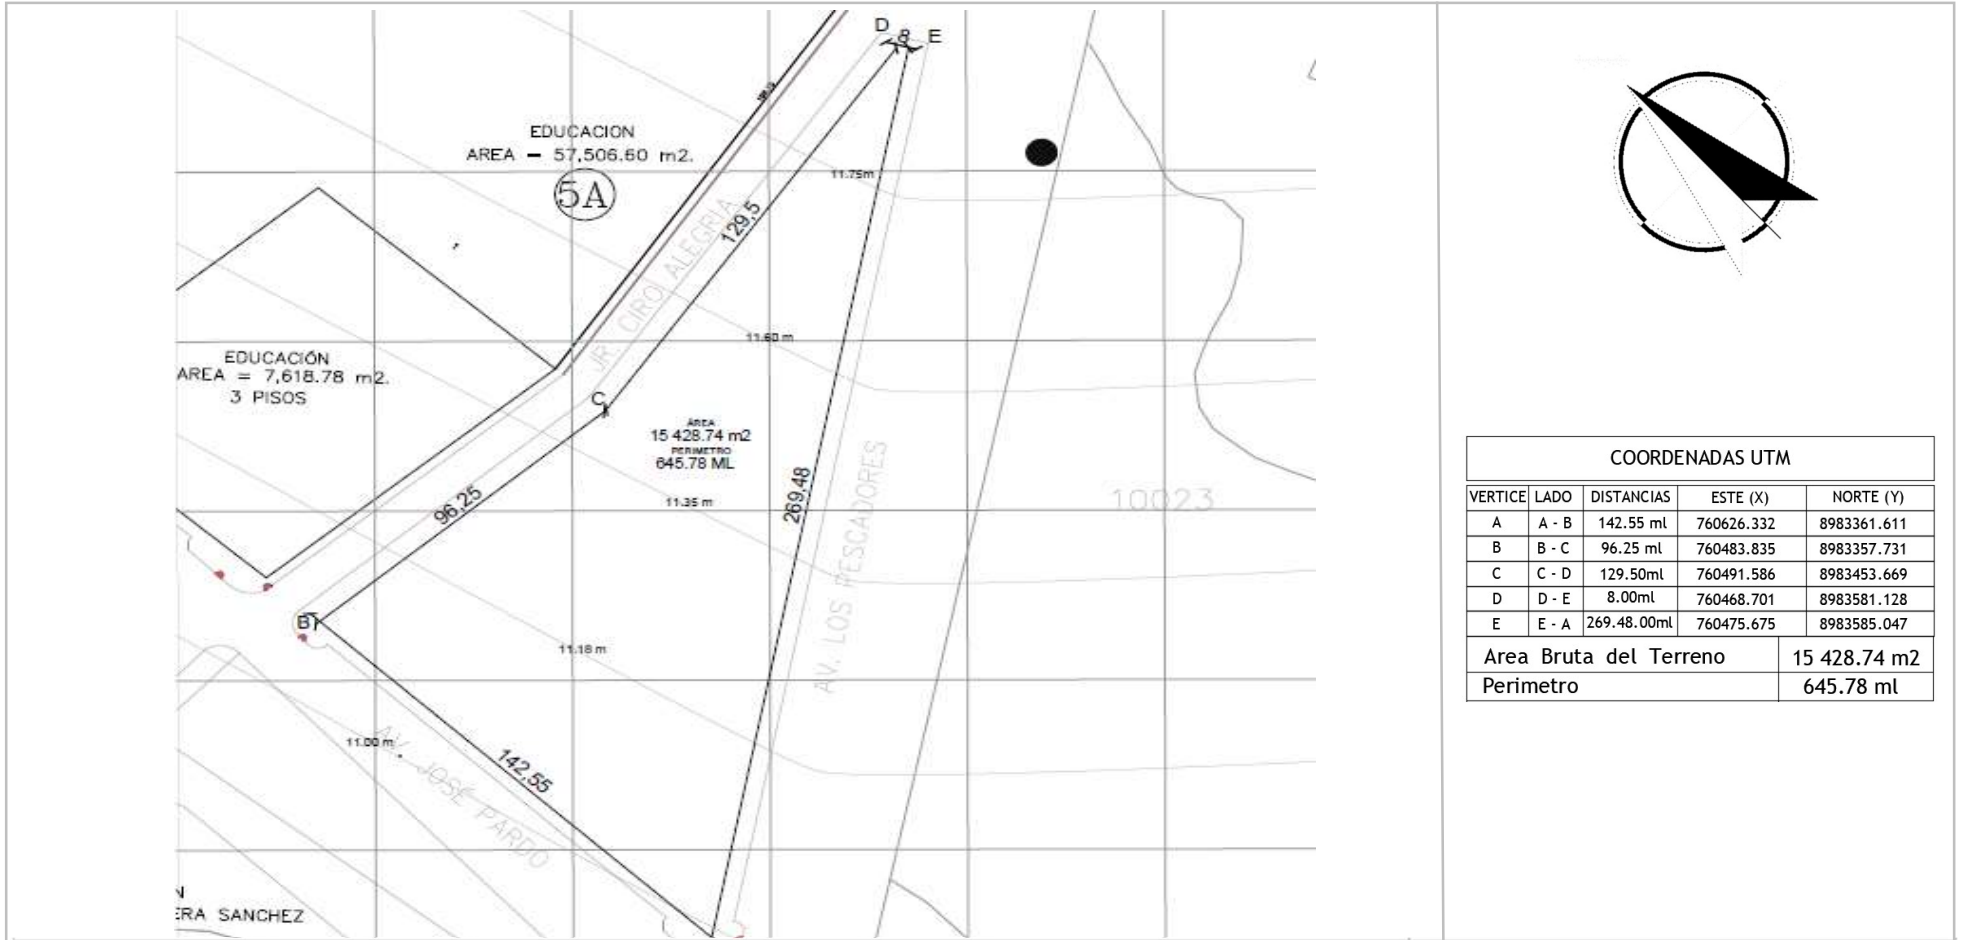 D 8 E
EDUCACION
AREA = 57,506.60 m2.
5A
11.75m
129,5
JR. CIRO ALEGRIA
11.60 m
EDUCACIÓN
AREA = 7,618.78 m2.
3 PISOS
C
ÁREA
15 428.74 m2
PERIMETRO
645.78 ML
96,25
11.35 m
269,48
AV. LOS PESCADORES
10023
B
11.18 m
11.00 m
142,55
AV. JOSÉ PARDO
N
ERA SANCHEZ
COORDENADAS UTM
VERTICE LADO DISTANCIAS ESTE (X) NORTE (Y)
A A - B 142.55 ml 760626.332 8983361.611
B B - C 96.25 ml 760483.835 8983357.731
C C - D 129.50ml 760491.586 8983453.669
D D - E 8.00ml 760468.701 8983581.128
E E - A 269.48.00ml 760475.675 8983585.047
Area Bruta del Terreno 15 428.74 m2
Perimetro 645.78 ml